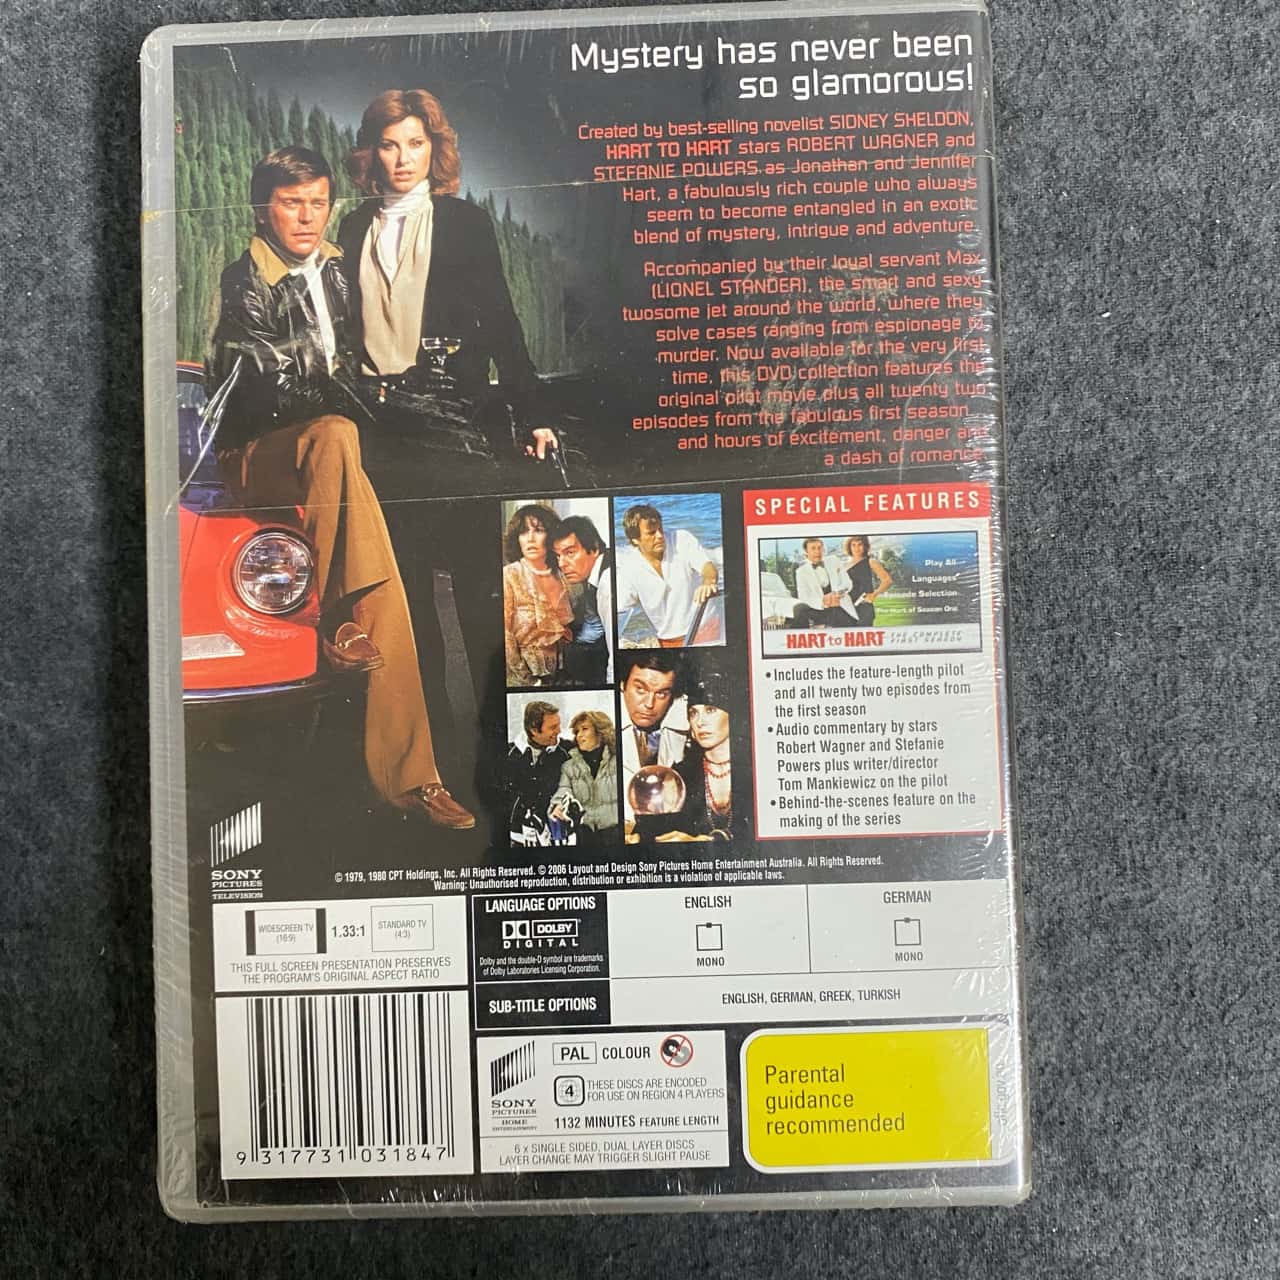 Mystery has never been
so glamorous!
Created by best-selling novelist SIDNEY SHELDON,
HART TO HART stars ROBERT WAGNER and
STEFANIE POWERS as Jonathan and Jennifer
Hart, a fabulously rich couple who always
seem to become entangled in an exotic
blend of mystery, intrigue and adventure.
Accompanied by their loyal servant Max
(LIONEL STANDER), the smart and sexy
twosome jet around the world, where they
solve cases ranging from espionage to
murder. Now available for the very first
time, this DVD collection features the
original pilot movie plus all twenty two
episodes from the fabulous first season
and hours of excitement, danger and
a dash of romance.
SPECIAL FEATURES
Play All
Languages
Episode Selection
The Hart of Season One
HART to HART THE COMPLETE FIRST SEASON
• Includes the feature-length pilot
and all twenty two episodes from
the first season
• Audio commentary by stars
Robert Wagner and Stefanie
Powers plus writer/director
Tom Mankiewicz on the pilot
• Behind-the-scenes feature on the
making of the series
SONY
PICTURES
TELEVISION
© 1979, 1980 CPT Holdings, Inc. All Rights Reserved. © 2006 Layout and Design Sony Pictures Home Entertainment Australia. All Rights Reserved.
Warning: Unauthorised reproduction, distribution or exhibition is a violation of applicable laws.
WIDESCREEN TV
(16:9)
1.33:1
STANDARD TV
(4:3)
THIS FULL SCREEN PRESENTATION PRESERVES
THE PROGRAM'S ORIGINAL ASPECT RATIO
LANGUAGE OPTIONS
DOLBY
DIGITAL
Dolby and the double-D symbol are trademarks
of Dolby Laboratories Licensing Corporation.
ENGLISH
MONO
GERMAN
MONO
SUB-TITLE OPTIONS
ENGLISH, GERMAN, GREEK, TURKISH
9 317731 031847
SONY
PICTURES
HOME
ENTERTAINMENT
PAL COLOUR
4
THESE DISCS ARE ENCODED
FOR USE ON REGION 4 PLAYERS
1132 MINUTES FEATURE LENGTH
6 x SINGLE SIDED, DUAL LAYER DISCS
LAYER CHANGE MAY TRIGGER SLIGHT PAUSE
Parental
guidance
recommended